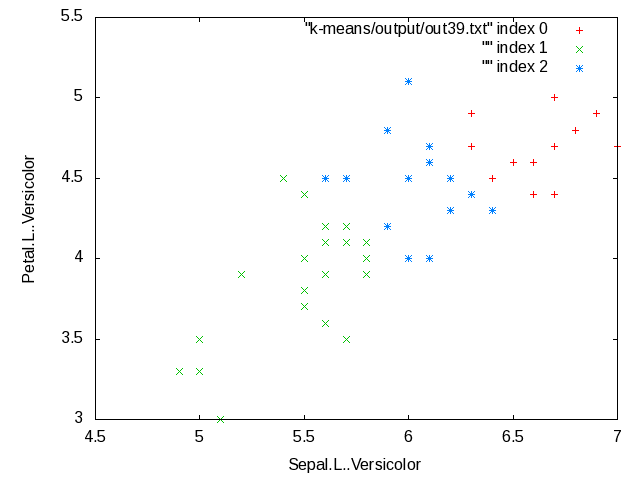 5.5
"k-means/output/out39.txt" index 0
"" index 1
"" index 2
5
4.5
4
3.5
3
Petal.L..Versicolor
4.5 5 5.5 6 6.5 7
Sepal.L..Versicolor